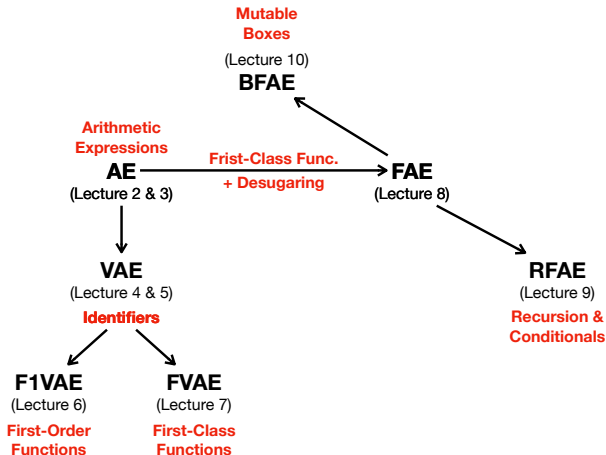 Mutable
Boxes
(Lecture 10)
BFAE
Arithmetic
Expressions
AE
(Lecture 2 & 3)
Frist-Class Func.
+ Desugaring
FAE
(Lecture 8)
VAE
(Lecture 4 & 5)
Identifiers
RFAE
(Lecture 9)
Recursion &
Conditionals
F1VAE
(Lecture 6)
First-Order
Functions
FVAE
(Lecture 7)
First-Class
Functions